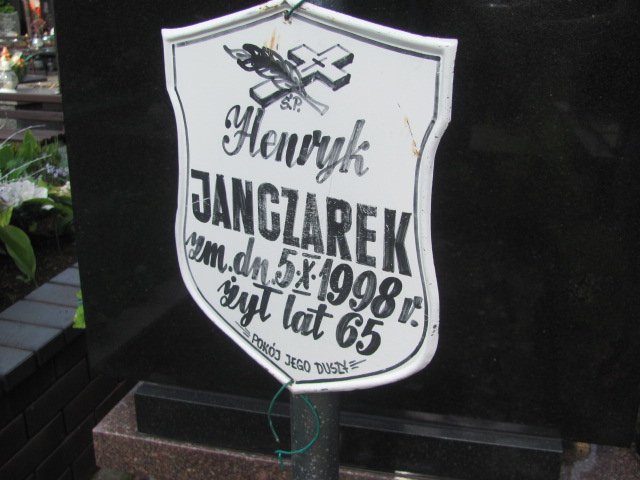 Ś.P.
Henryk
JANCZAREK
zm. dn. 5·X·1998 r.
żył lat 65
POKÓJ JEGO DUSZY